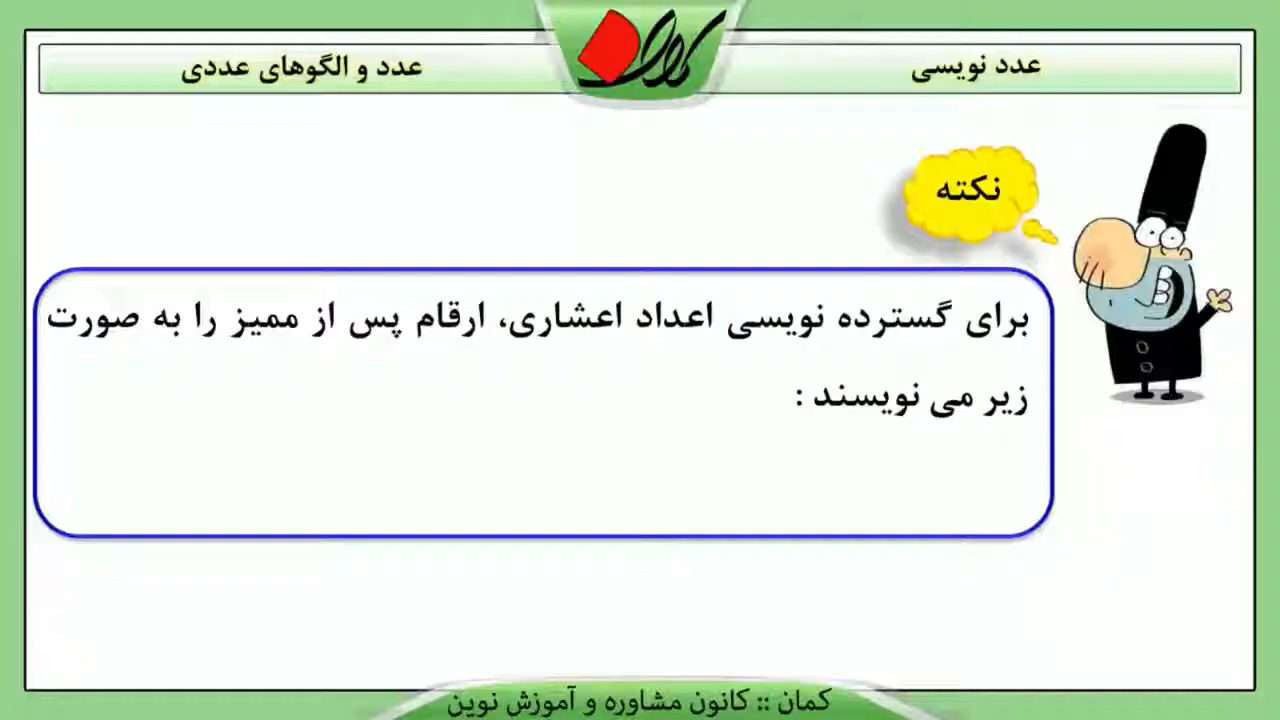 عدد نویسی
عدد و الگوهای عددی
کمان
نکته
برای گسترده نویسی اعداد اعشاری، ارقام پس از ممیز را به صورت
زیر می نویسند :
کمان :: کانون مشاوره و آموزش نوین